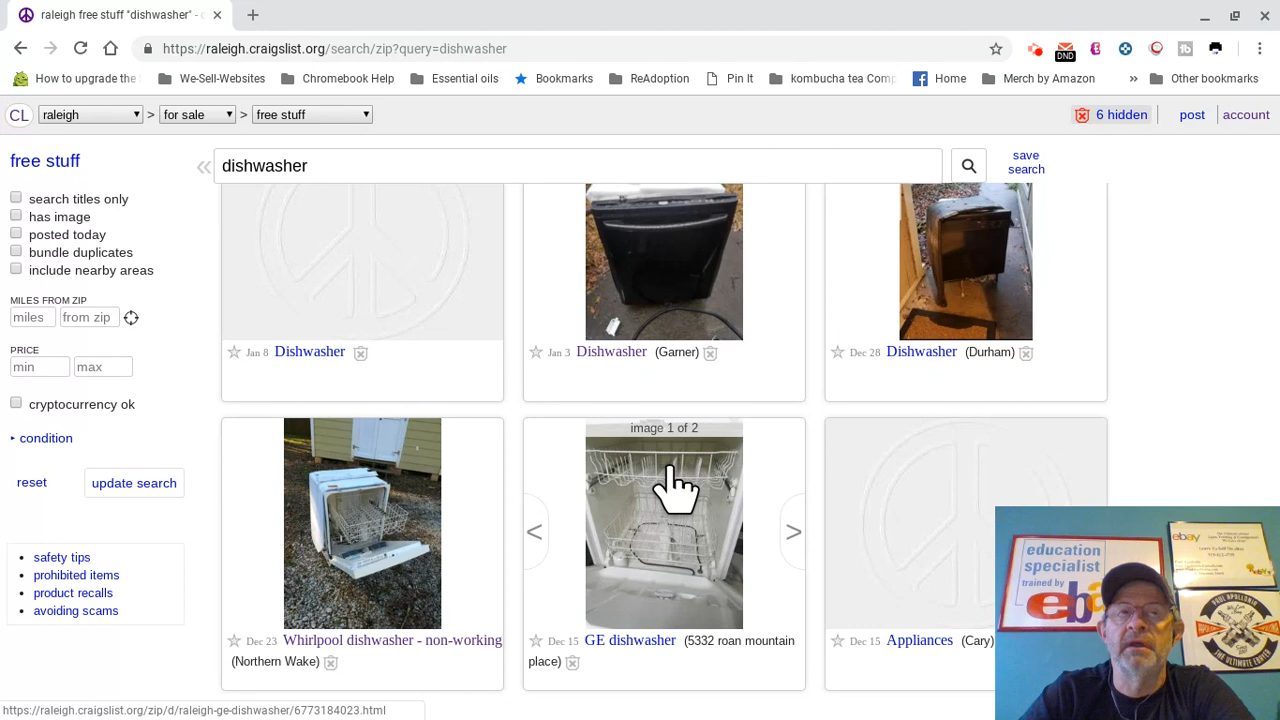 raleigh free stuff "dishwasher" - c
https://raleigh.craigslist.org/search/zip?query=dishwasher
DND
How to upgrade the
We-Sell-Websites
Chromebook Help
Essential oils
Bookmarks
ReAdoption
Pin It
kombucha tea Comp
Home
Merch by Amazon
»
Other bookmarks
CL raleigh > for sale > free stuff
6 hidden post account
free stuff
« dishwasher
save search
search titles only
has image
posted today
bundle duplicates
include nearby areas
MILES FROM ZIP
miles from zip
PRICE
min max
cryptocurrency ok
condition
reset update search
safety tips
prohibited items
product recalls
avoiding scams
Jan 8 Dishwasher
Jan 3 Dishwasher (Garner)
Dec 28 Dishwasher (Durham)
image 1 of 2
< >
Dec 23 Whirlpool dishwasher - non-working
(Northern Wake)
Dec 15 GE dishwasher (5332 roan mountain
place)
Dec 15 Appliances (Cary)
education
specialist
trained by
eba
ebay
PAUL APOLLONIO
THE ULTIMATE EBAYER
https://raleigh.craigslist.org/zip/d/raleigh-ge-dishwasher/6773184023.html